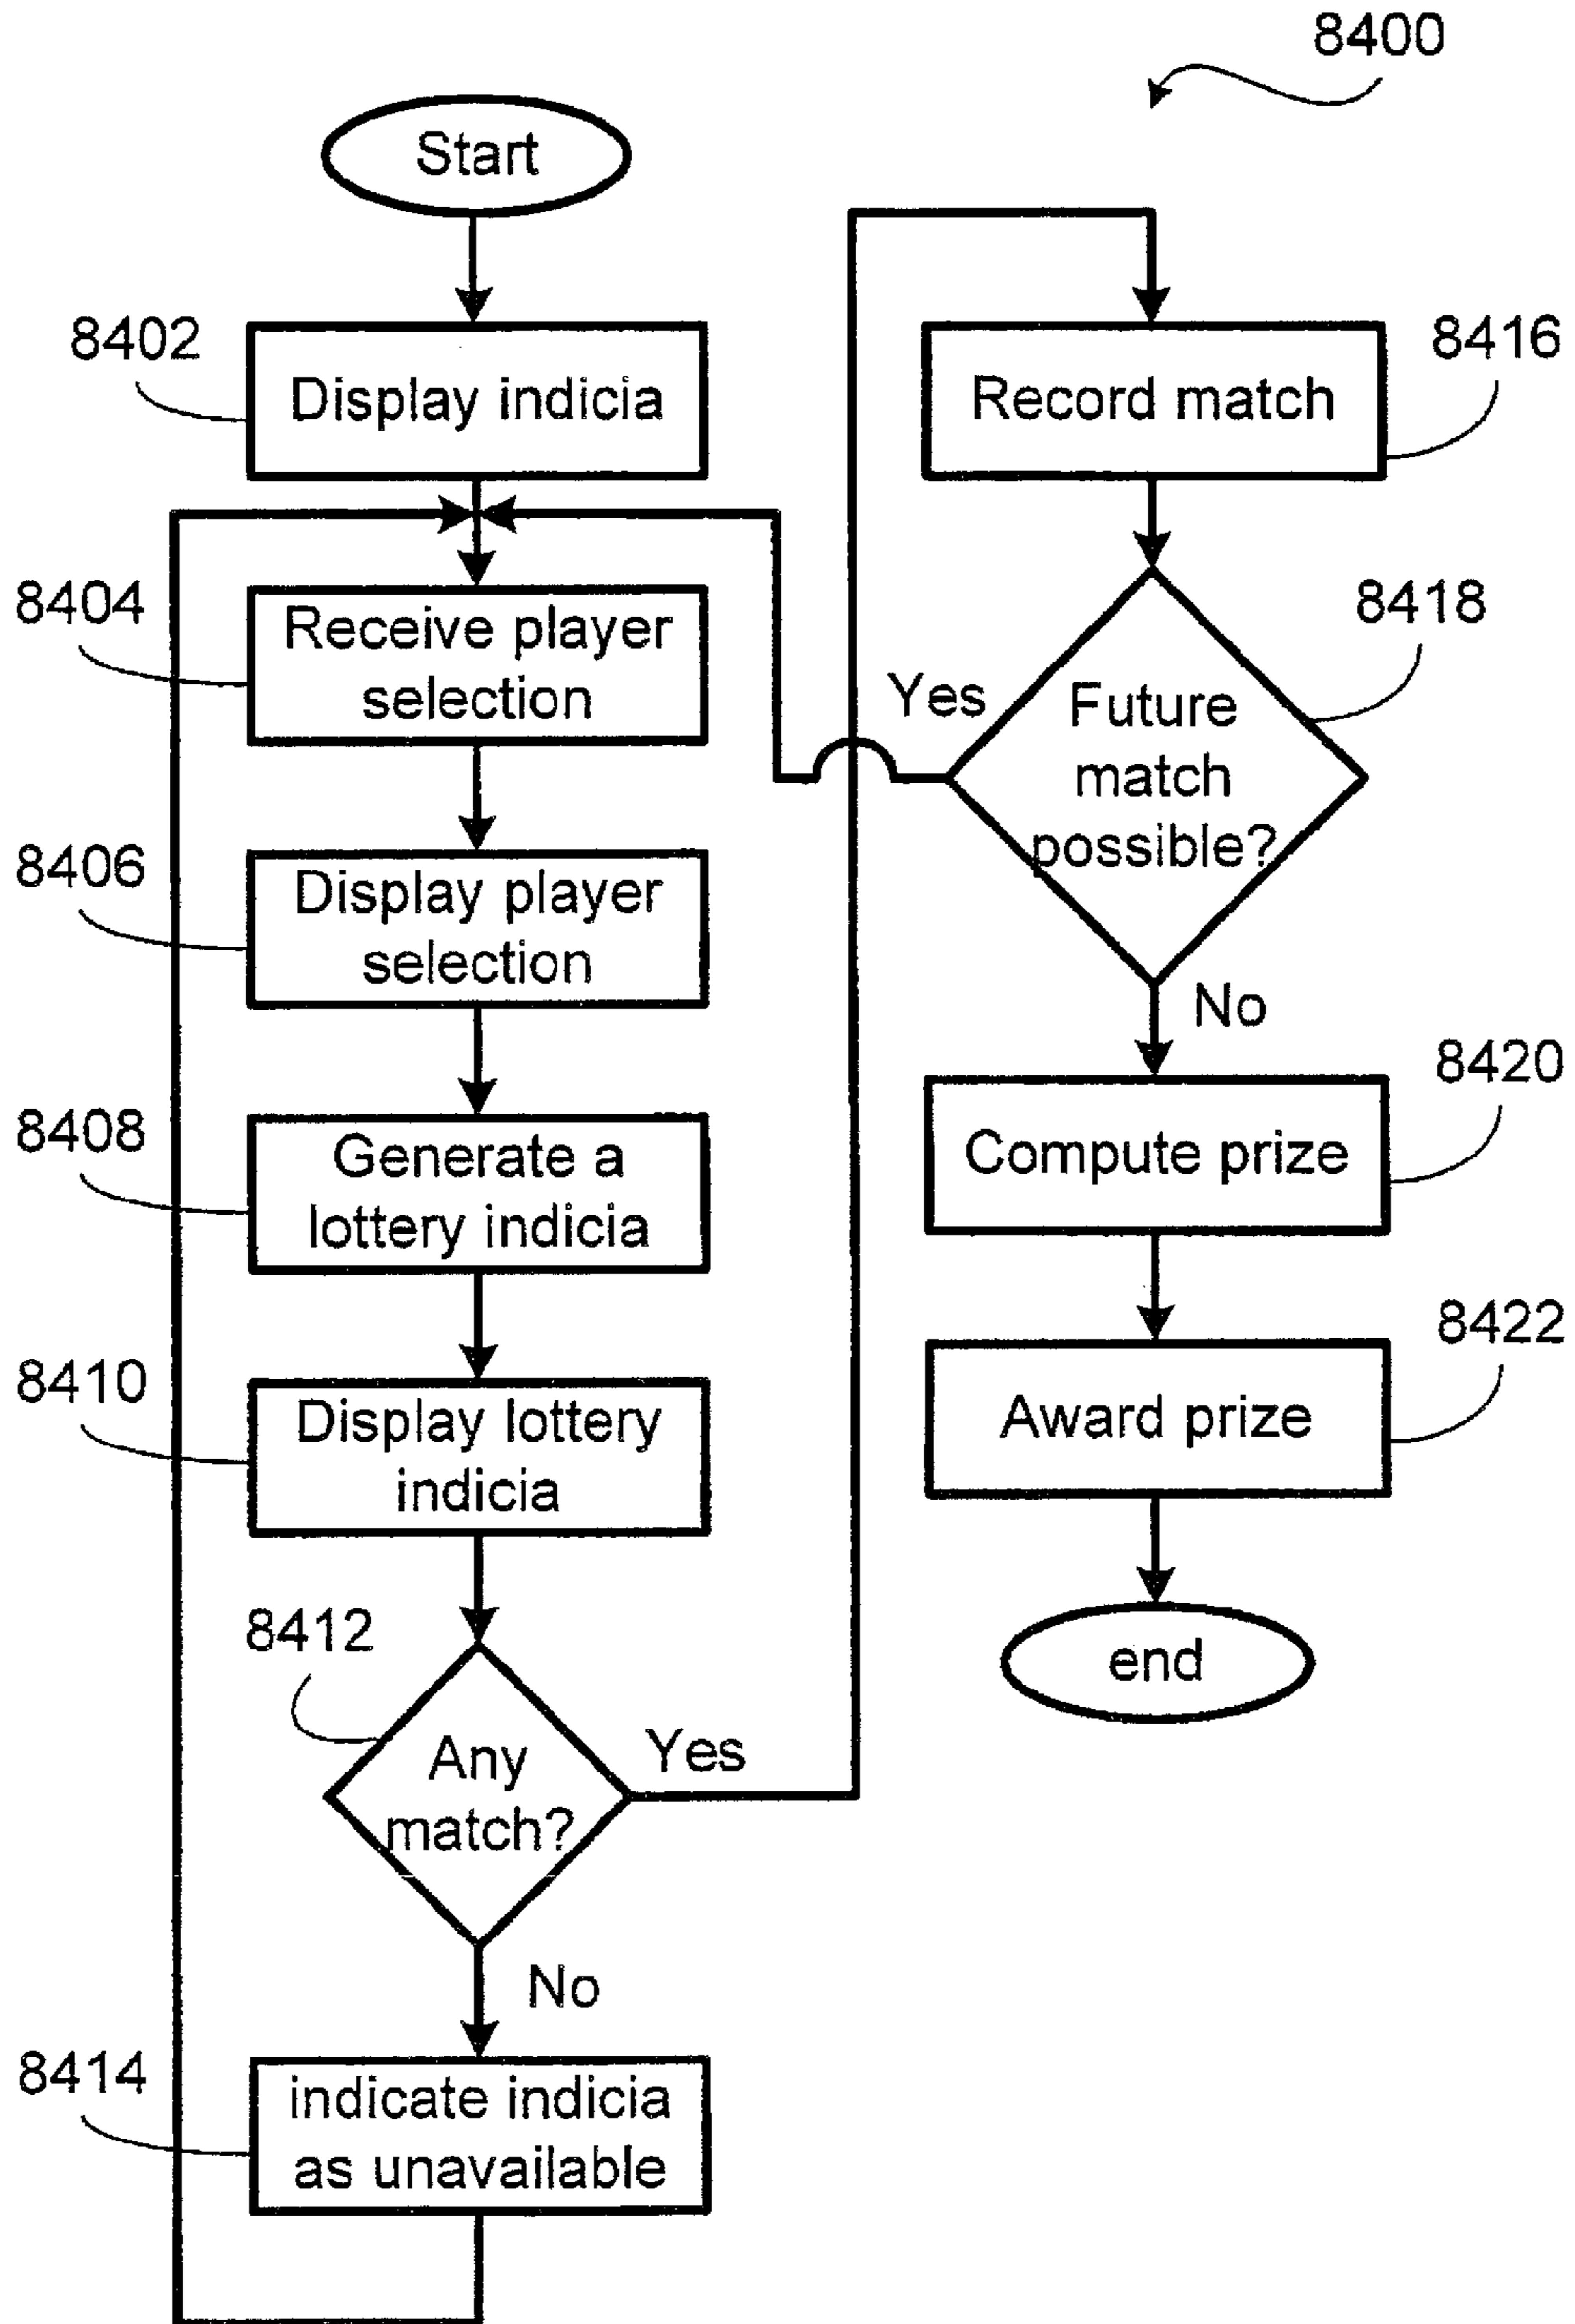 8400
Start
8402
Display indicia
8404
Receive player
selection
8406
Display player
selection
8408
Generate a
lottery indicia
8410
Display lottery
indicia
8412
Any
match?
Yes
No
8414
indicate indicia
as unavailable
8416
Record match
8418
Future
match
possible?
Yes
No
8420
Compute prize
8422
Award prize
end